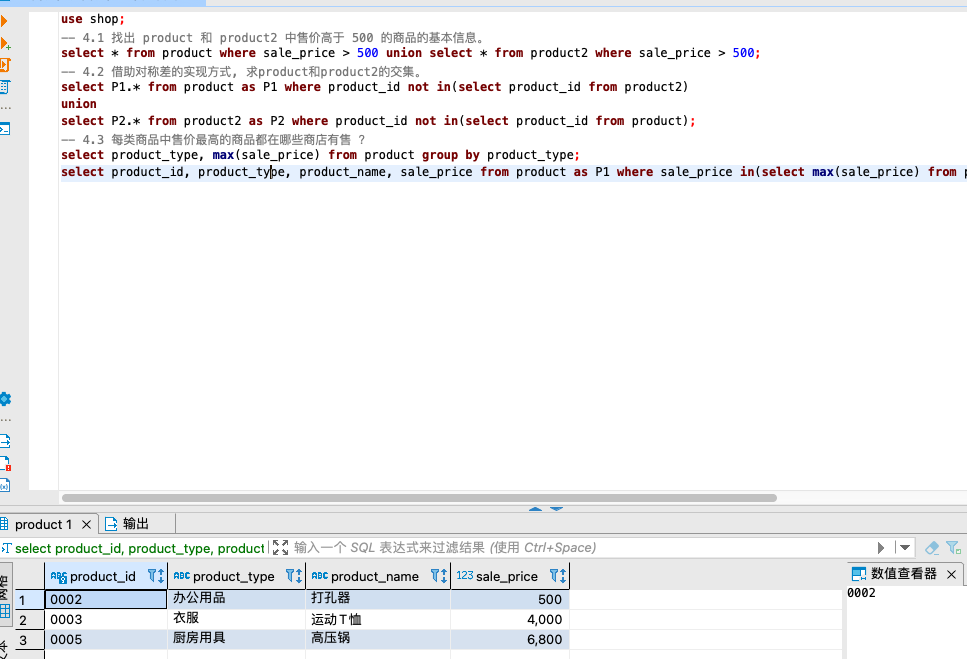 use shop;
-- 4.1 找出 product 和 product2 中售价高于 500 的商品的基本信息。
select * from product where sale_price > 500 union select * from product2 where sale_price > 500;
-- 4.2 借助对称差的实现方式, 求product和product2的交集。
select P1.* from product as P1 where product_id not in(select product_id from product2)
union
select P2.* from product2 as P2 where product_id not in(select product_id from product);
-- 4.3 每类商品中售价最高的商品都在哪些商店有售 ？
select product_type, max(sale_price) from product group by product_type;
select product_id, product_type, product_name, sale_price from product as P1 where sale_price in(select max(sale_price) from
product 1 输出
select product_id, product_type, product 输入一个 SQL 表达式来过滤结果 (使用 Ctrl+Space)
product_id ABC product_type ABC product_name 123 sale_price 数值查看器
1 0002 办公用品 打孔器 500 0002
2 0003 衣服 运动T恤 4,000
3 0005 厨房用具 高压锅 6,800